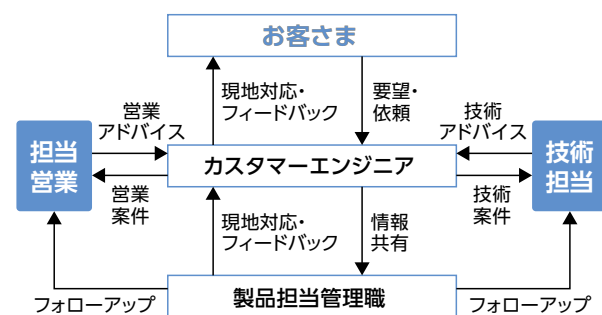 お客さま
現地対応・
フィードバック
要望・
依頼
営業
アドバイス
技術
アドバイス
担当
営業
カスタマーエンジニア
技術
担当
営業
案件
技術
案件
現地対応・
フィードバック
情報
共有
製品担当管理職
フォローアップ
フォローアップ